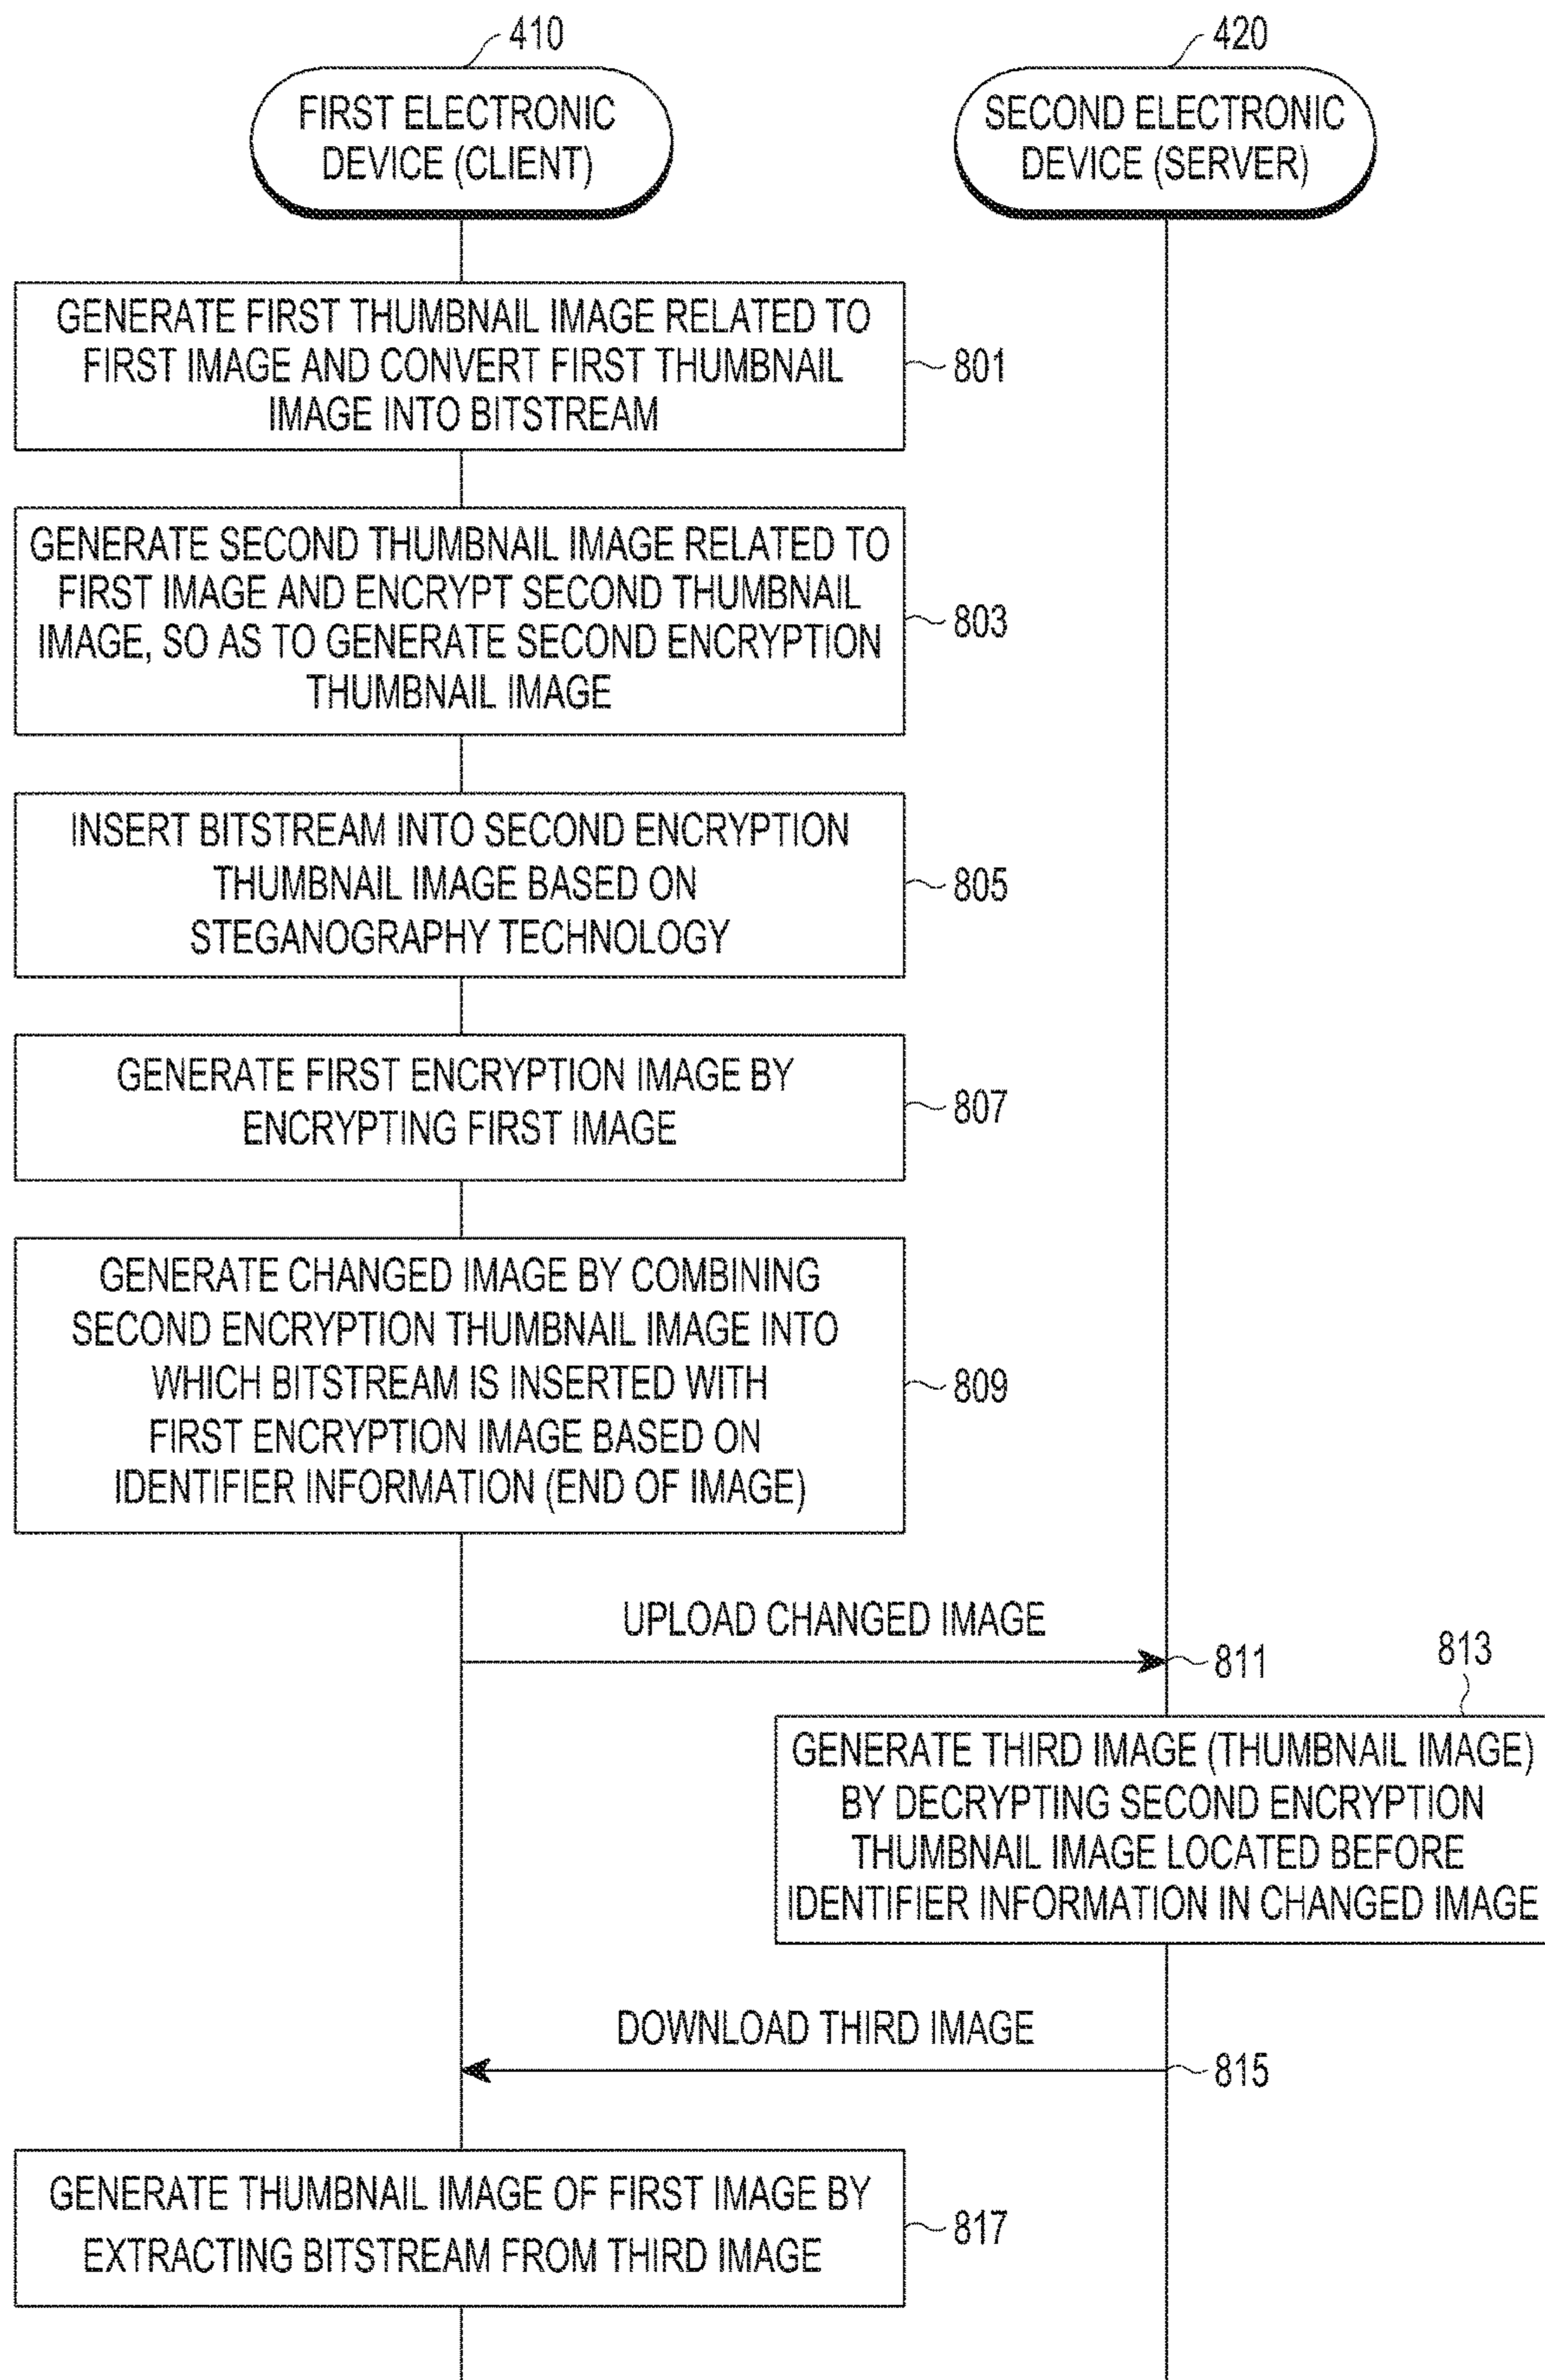 410
FIRST ELECTRONIC
DEVICE (CLIENT)
420
SECOND ELECTRONIC
DEVICE (SERVER)
GENERATE FIRST THUMBNAIL IMAGE RELATED TO
FIRST IMAGE AND CONVERT FIRST THUMBNAIL
IMAGE INTO BITSTREAM
801
GENERATE SECOND THUMBNAIL IMAGE RELATED TO
FIRST IMAGE AND ENCRYPT SECOND THUMBNAIL
IMAGE, SO AS TO GENERATE SECOND ENCRYPTION
THUMBNAIL IMAGE
803
INSERT BITSTREAM INTO SECOND ENCRYPTION
THUMBNAIL IMAGE BASED ON
STEGANOGRAPHY TECHNOLOGY
805
GENERATE FIRST ENCRYPTION IMAGE BY
ENCRYPTING FIRST IMAGE
807
GENERATE CHANGED IMAGE BY COMBINING
SECOND ENCRYPTION THUMBNAIL IMAGE INTO
WHICH BITSTREAM IS INSERTED WITH
FIRST ENCRYPTION IMAGE BASED ON
IDENTIFIER INFORMATION (END OF IMAGE)
809
UPLOAD CHANGED IMAGE
811
813
GENERATE THIRD IMAGE (THUMBNAIL IMAGE)
BY DECRYPTING SECOND ENCRYPTION
THUMBNAIL IMAGE LOCATED BEFORE
IDENTIFIER INFORMATION IN CHANGED IMAGE
DOWNLOAD THIRD IMAGE
815
GENERATE THUMBNAIL IMAGE OF FIRST IMAGE BY
EXTRACTING BITSTREAM FROM THIRD IMAGE
817